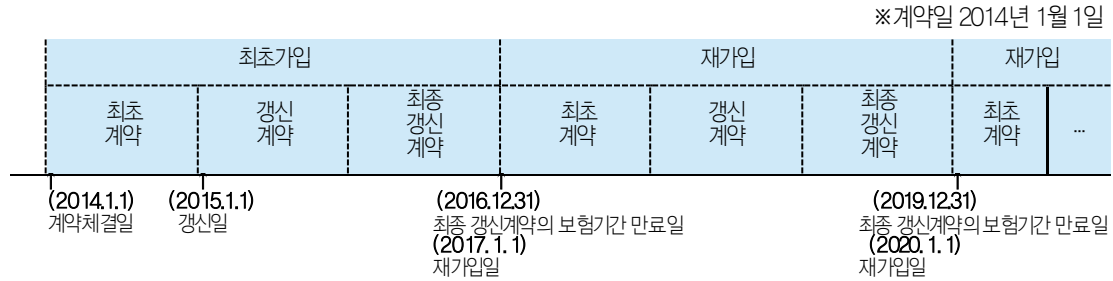 ※계약일 2014년 1월 1일
최초가입 재가입 재가입
최초 계약
갱신 계약
최종 갱신 계약
최초 계약
갱신 계약
최종 갱신 계약
최초 계약
...
(2014.1.1)
계약체결일
(2015.1.1)
갱신일
(2016.12.31)
최종 갱신계약의 보험기간 만료일
(2017. 1. 1)
재가입일
(2019.12.31)
최종 갱신계약의 보험기간 만료일
(2020. 1. 1)
재가입일